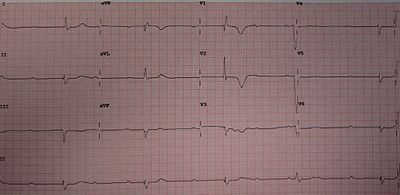 I aVR V1 V4
II aVL V2 V5
III aVF V3 V6
II